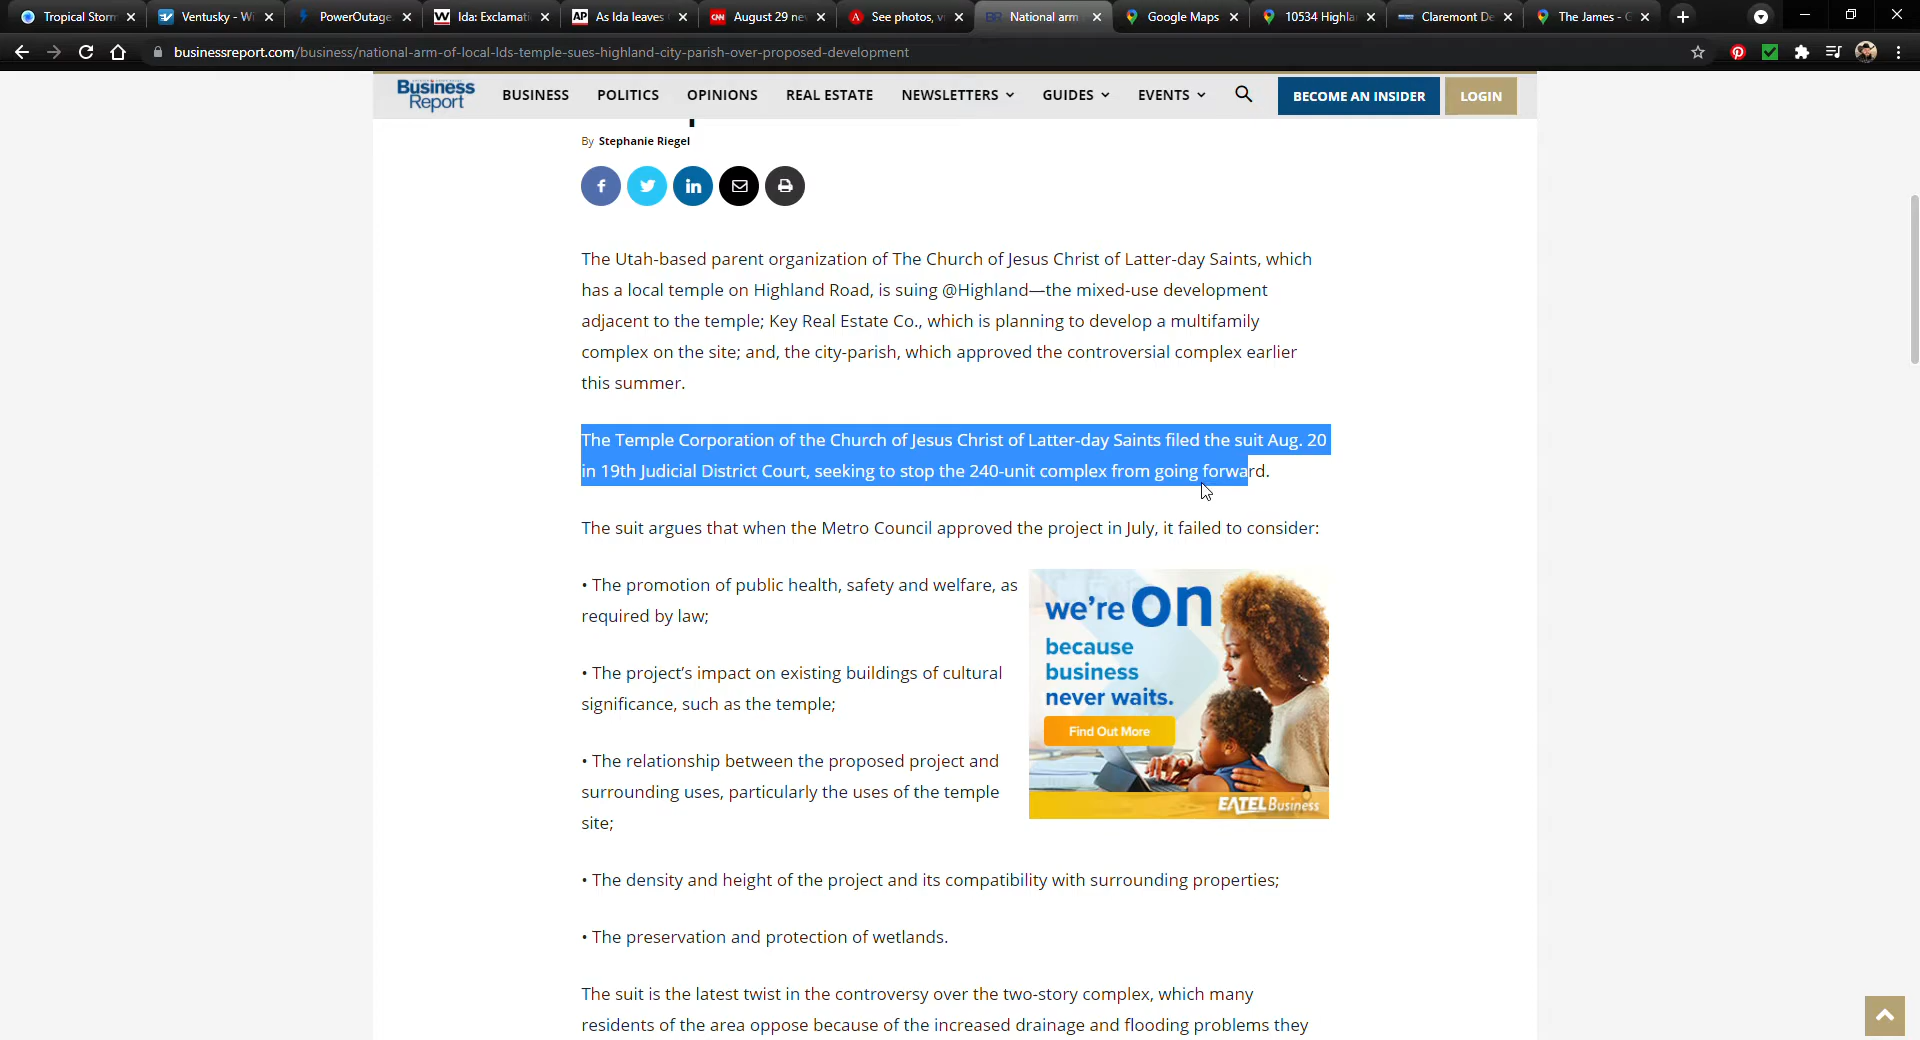 Tropical Storm
Ventusky - Wi
PowerOutage
Ida: Exclamati
AP As Ida leaves
CNN August 29 ne
A See photos, v
BR National arm
Google Maps
10534 Highla
Claremont De
The James - G
businessreport.com/business/national-arm-of-local-lds-temple-sues-highland-city-parish-over-proposed-development
Business Report
BUSINESS POLITICS OPINIONS REAL ESTATE NEWSLETTERS GUIDES EVENTS BECOME AN INSIDER LOGIN
By Stephanie Riegel
The Utah-based parent organization of The Church of Jesus Christ of Latter-day Saints, which
has a local temple on Highland Road, is suing @Highland—the mixed-use development
adjacent to the temple; Key Real Estate Co., which is planning to develop a multifamily
complex on the site; and, the city-parish, which approved the controversial complex earlier
this summer.
The Temple Corporation of the Church of Jesus Christ of Latter-day Saints filed the suit Aug. 20
in 19th Judicial District Court, seeking to stop the 240-unit complex from going forward.
The suit argues that when the Metro Council approved the project in July, it failed to consider:
• The promotion of public health, safety and welfare, as
required by law;
• The project's impact on existing buildings of cultural
significance, such as the temple;
• The relationship between the proposed project and
surrounding uses, particularly the uses of the temple
site;
we're on
because
business
never waits.
Find Out More
EATEL Business
• The density and height of the project and its compatibility with surrounding properties;
• The preservation and protection of wetlands.
The suit is the latest twist in the controversy over the two-story complex, which many
residents of the area oppose because of the increased drainage and flooding problems they